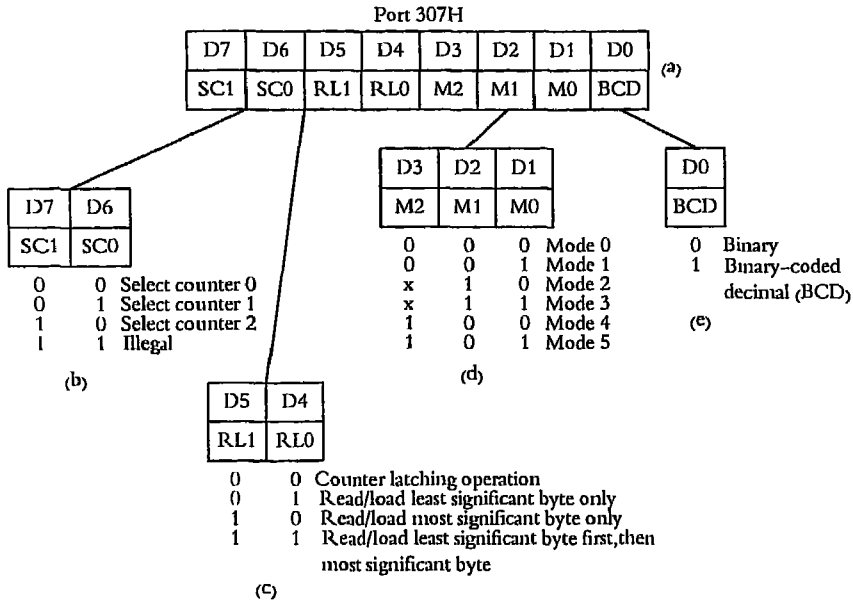 Port 307H
D7 D6 D5 D4 D3 D2 D1 D0
SC1 SC0 RL1 RL0 M2 M1 M0 BCD
(a)
D7 D6
SC1 SC0
0 0 Select counter 0
0 1 Select counter 1
1 0 Select counter 2
1 1 Illegal
(b)
D3 D2 D1
M2 M1 M0
0 0 0 Mode 0
0 0 1 Mode 1
x 1 0 Mode 2
x 1 1 Mode 3
1 0 0 Mode 4
1 0 1 Mode 5
(d)
D0
BCD
0 Binary
1 Binary-coded
decimal (BCD)
(e)
D5 D4
RL1 RL0
0 0 Counter latching operation
0 1 Read/load least significant byte only
1 0 Read/load most significant byte only
1 1 Read/load least significant byte first,then
most significant byte
(c)